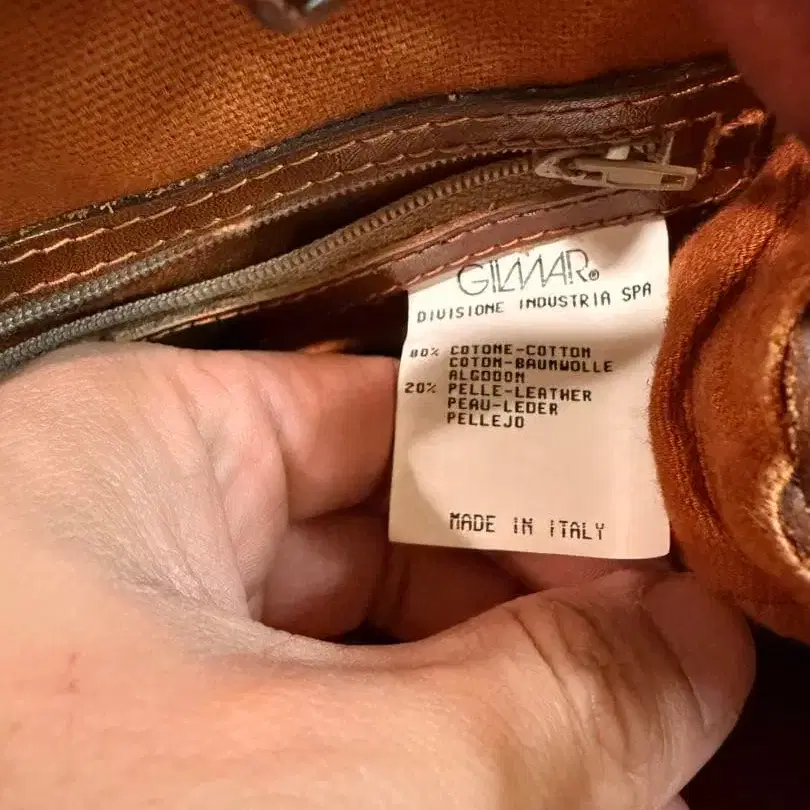 GILMAR®
DIVISIONE INDUSTRIA SPA
80% COTONE-COTTON
COTON-BAUMWOLLE
ALGODON
20% PELLE-LEATHER
PEAU-LEDER
PELLEJO
MADE IN ITALY